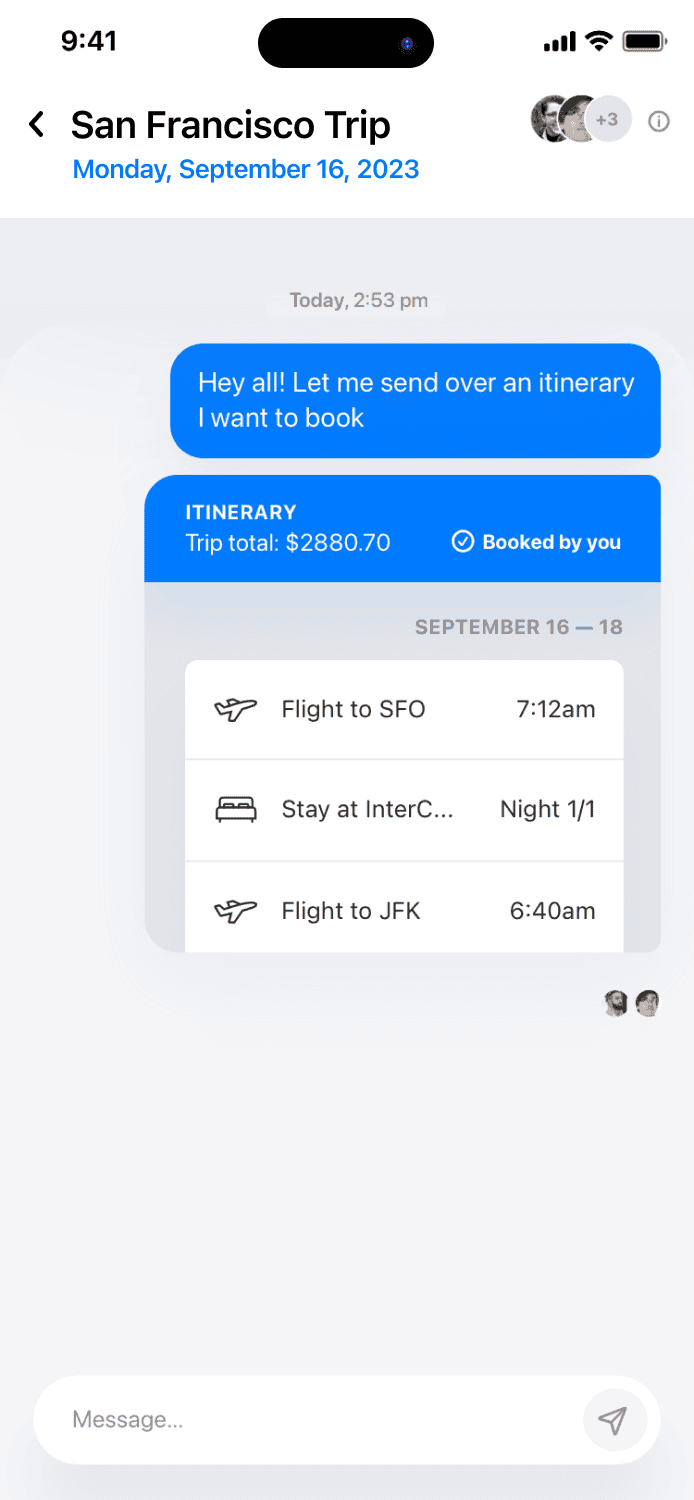 9:41
San Francisco Trip
+3
Monday, September 16, 2023
Today, 2:53 pm
Hey all! Let me send over an itinerary
I want to book
ITINERARY
Trip total: $2880.70
Booked by you
SEPTEMBER 16 — 18
Flight to SFO 7:12am
Stay at InterC... Night 1/1
Flight to JFK 6:40am
Message...